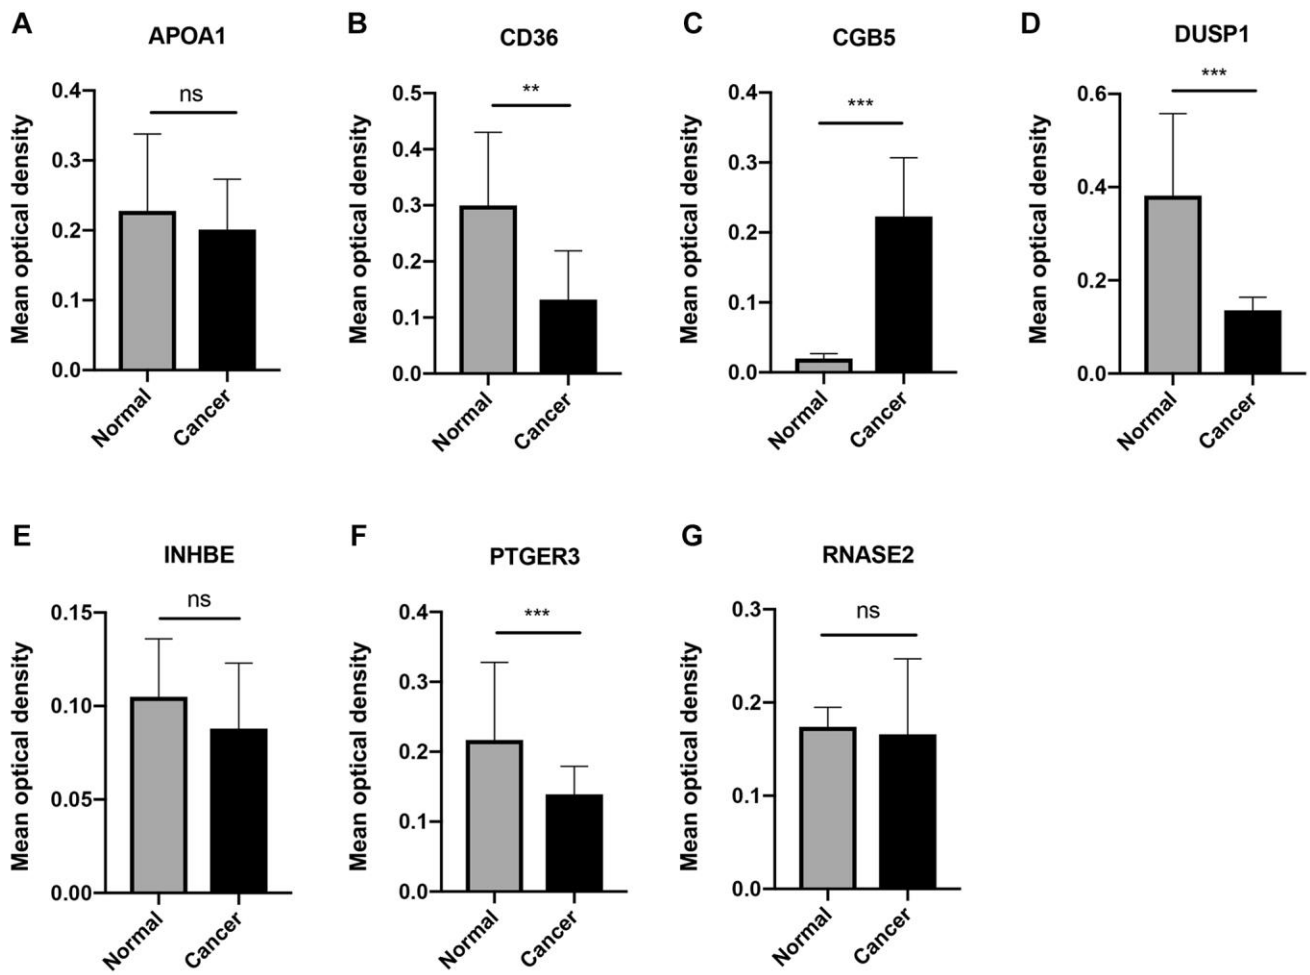 A
APOA1
Mean optical density
0.4
0.3
0.2
0.1
0.0
ns
Normal
Cancer
B
CD36
Mean optical density
0.5
0.4
0.3
0.2
0.1
0.0
**
Normal
Cancer
C
CGB5
Mean optical density
0.4
0.3
0.2
0.1
0.0
***
Normal
Cancer
D
DUSP1
Mean optical density
0.6
0.4
0.2
0.0
***
Normal
Cancer
E
INHBE
Mean optical density
0.15
0.10
0.05
0.00
ns
Normal
Cancer
F
PTGER3
Mean optical density
0.4
0.3
0.2
0.1
0.0
***
Normal
Cancer
G
RNASE2
Mean optical density
0.3
0.2
0.1
0.0
ns
Normal
Cancer